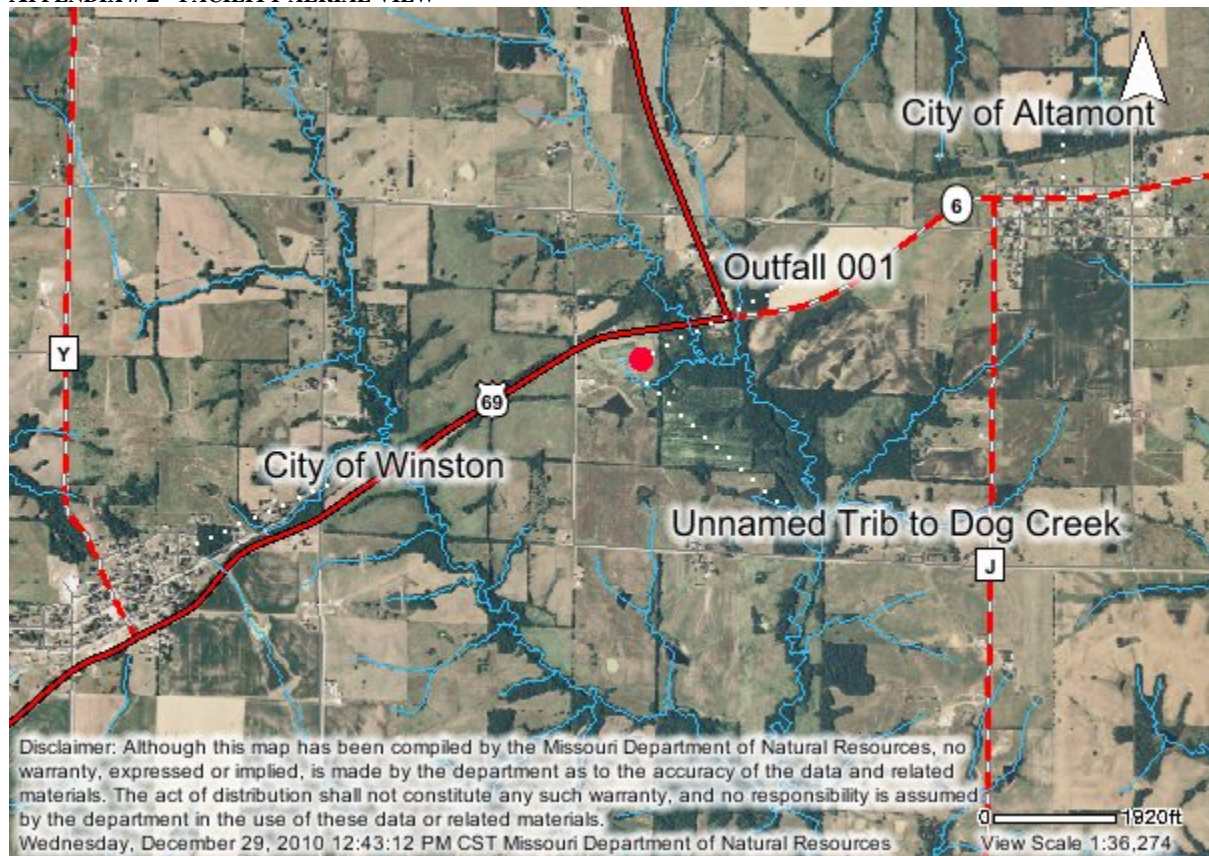 APPENDIX # 2 – FACILITY AERIAL VIEW
City of Altamont
6
Outfall 001
Y
69
City of Winston
Unnamed Trib to Dog Creek
J
Disclaimer: Although this map has been compiled by the Missouri Department of Natural Resources, no
warranty, expressed or implied, is made by the department as to the accuracy of the data and related
materials. The act of distribution shall not constitute any such warranty, and no responsibility is assumed
by the department in the use of these data or related materials.
0 1920ft
Wednesday, December 29, 2010 12:43:12 PM CST Missouri Department of Natural Resources
View Scale 1:36,274